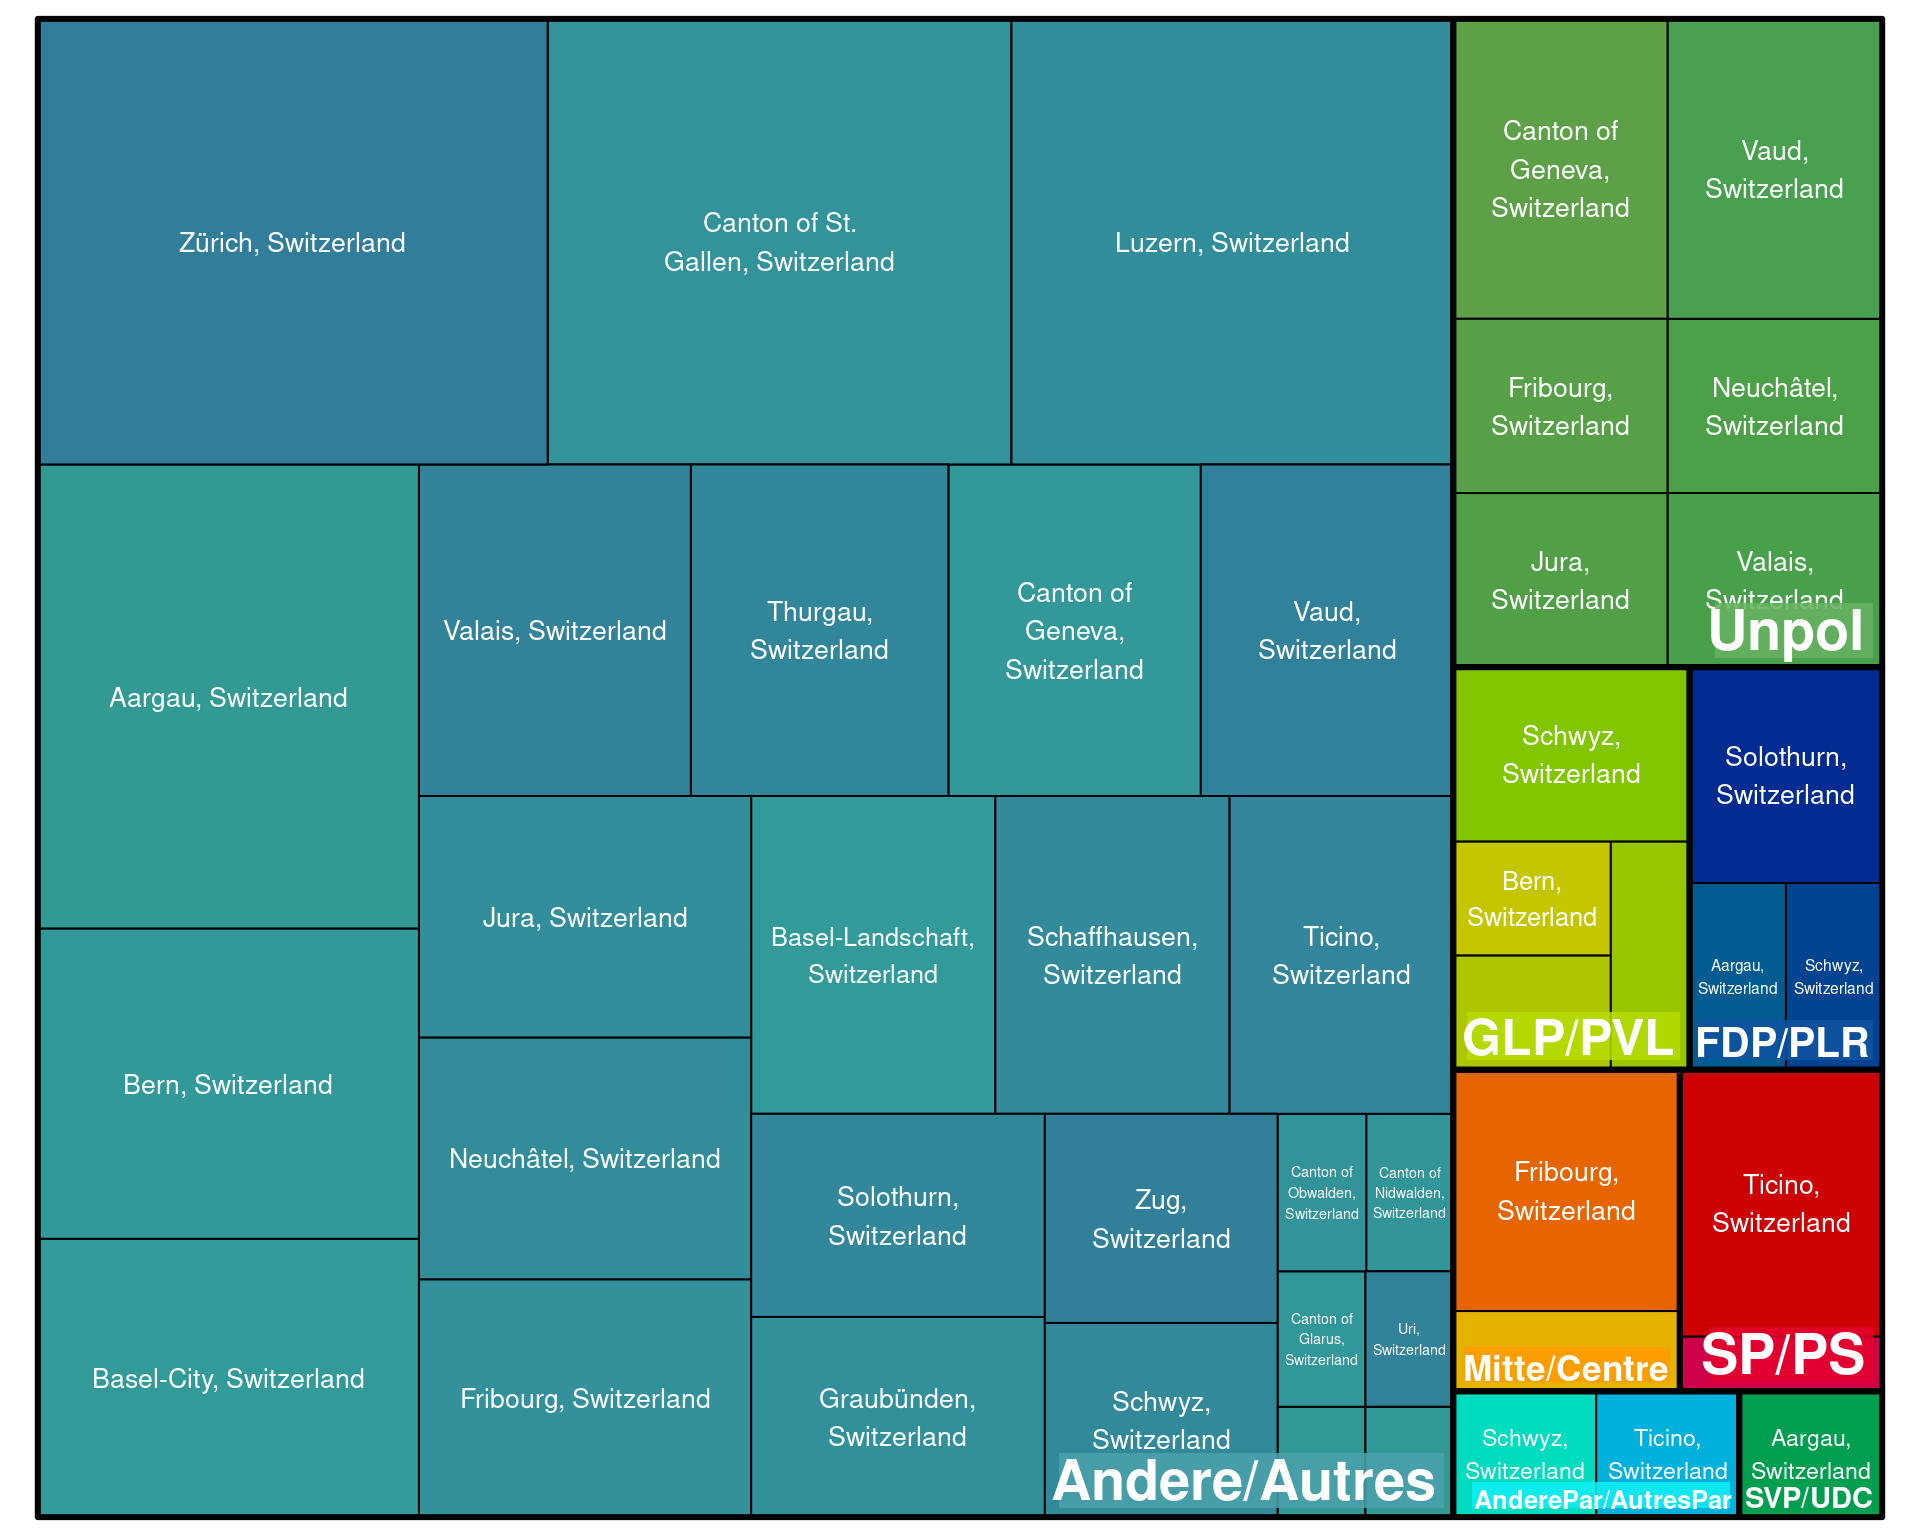 Zürich, Switzerland
Canton of St.
Gallen, Switzerland
Luzern, Switzerland
Aargau, Switzerland
Valais, Switzerland
Thurgau,
Switzerland
Canton of
Geneva,
Switzerland
Vaud,
Switzerland
Bern, Switzerland
Basel-City, Switzerland
Jura, Switzerland
Neuchâtel, Switzerland
Fribourg, Switzerland
Basel-Landschaft,
Switzerland
Schaffhausen,
Switzerland
Ticino,
Switzerland
Solothurn,
Switzerland
Graubünden,
Switzerland
Zug,
Switzerland
Schwyz,
Switzerland
Canton of
Obwalden,
Switzerland
Canton of
Nidwalden,
Switzerland
Canton of
Glarus,
Switzerland
Uri,
Switzerland
Andere/Autres
Canton of
Geneva,
Switzerland
Vaud,
Switzerland
Fribourg,
Switzerland
Neuchâtel,
Switzerland
Jura,
Switzerland
Valais,
Switzerland
Unpol
Schwyz,
Switzerland
Bern,
Switzerland
GLP/PVL
Solothurn,
Switzerland
Aargau,
Switzerland
Schwyz,
Switzerland
FDP/PLR
Fribourg,
Switzerland
Mitte/Centre
Ticino,
Switzerland
SP/PS
Schwyz,
Switzerland
Ticino,
Switzerland
AnderePar/AutresPar
Aargau,
Switzerland
SVP/UDC